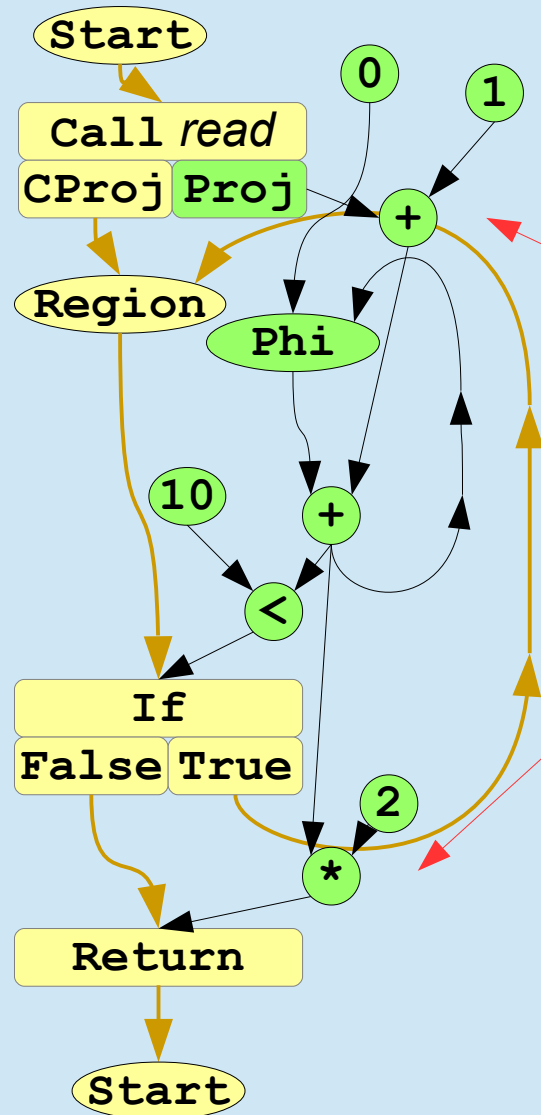 Start
0
1
Call read
CProj Proj
+
Region
Phi
10
+
<
If
False True
2
*
Return
Start